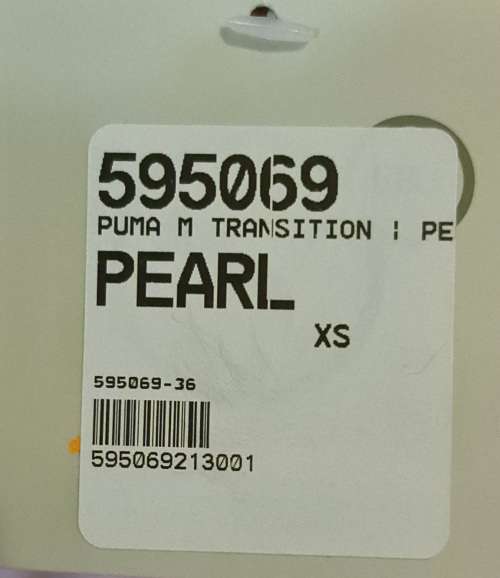 595069
PUMA M TRANSITION | PE
PEARL
XS
595069-36
595069213001